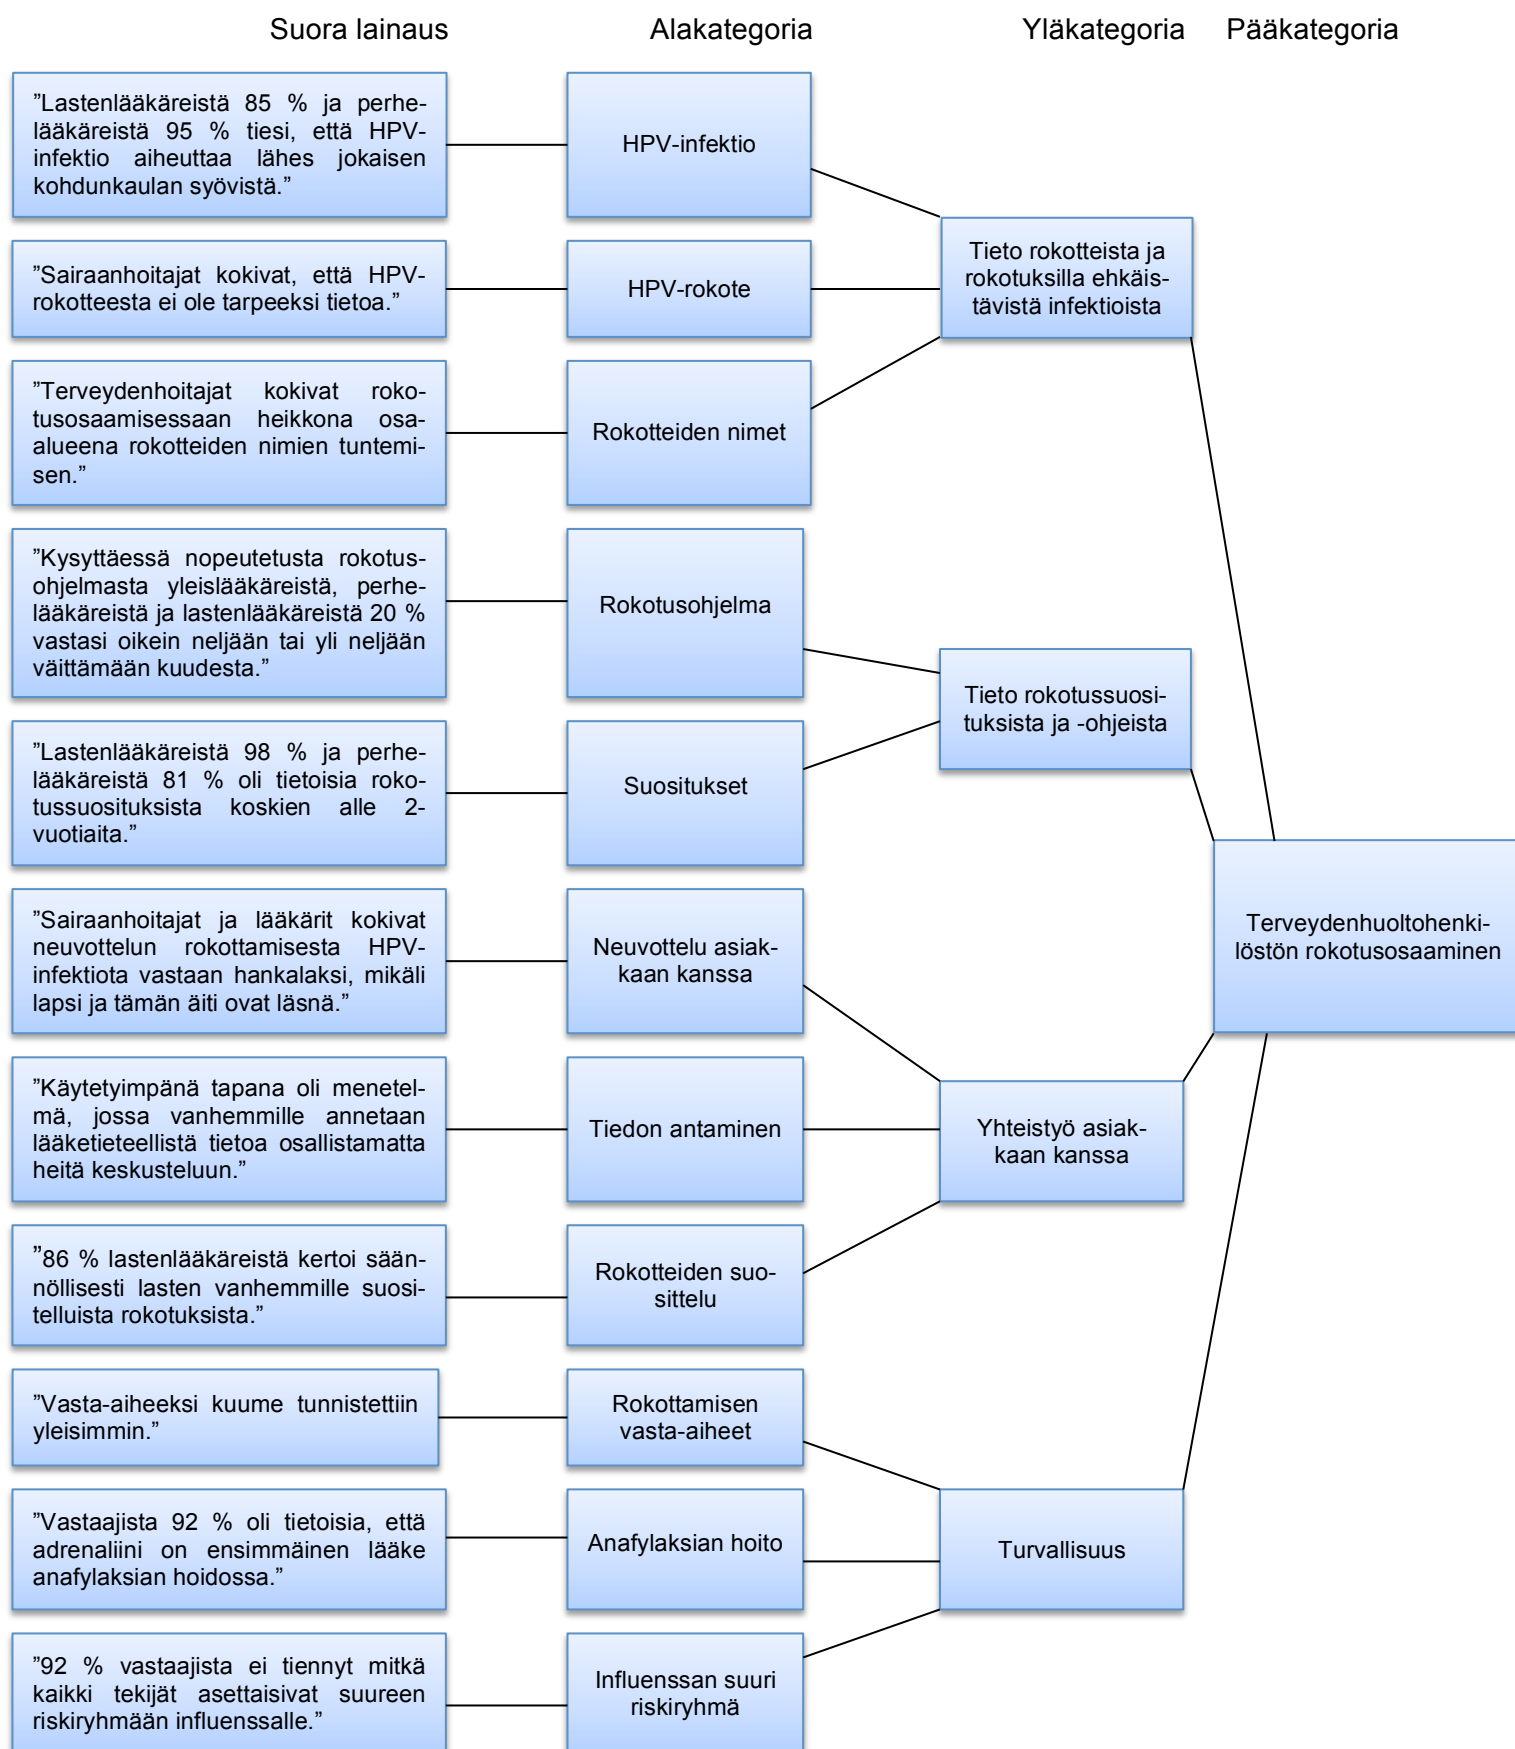 Suora lainaus
Alakategoria
Yläkategoria
Pääkategoria
”Lastenlääkäreistä 85 % ja perhe-
lääkäreistä 95 % tiesi, että HPV-
infektio aiheuttaa lähes jokaisen
kohdunkaulan syövistä.”
HPV-infektio
”Sairaanhoitajat kokivat, että HPV-
rokotteesta ei ole tarpeeksi tietoa.”
HPV-rokote
Tieto rokotteista ja
rokotuksilla ehkäis-
tävistä infektioista
”Terveydenhoitajat kokivat roko-
tusosaamisessaan heikkona osa-
alueena rokotteiden nimien tuntemi-
sen.”
Rokotteiden nimet
”Kysyttäessä nopeutetusta rokotus-
ohjelmasta yleislääkäreistä, perhe-
lääkäreistä ja lastenlääkäreistä 20 %
vastasi oikein neljään tai yli neljään
väittämään kuudesta.”
Rokotusohjelma
Tieto rokotussuosi-
tuksista ja -ohjeista
”Lastenlääkäreistä 98 % ja perhe-
lääkäreistä 81 % oli tietoisia roko-
tussuosituksista koskien alle 2-
vuotiaita.”
Suositukset
”Sairaanhoitajat ja lääkärit kokivat
neuvottelun rokottamisesta HPV-
infektiota vastaan hankalaksi, mikäli
lapsi ja tämän äiti ovat läsnä.”
Neuvottelu asiak-
kaan kanssa
Terveydenhuoltohenki-
löstön rokotusosaaminen
”Käytetyimpänä tapana oli menetel-
mä, jossa vanhemmille annetaan
lääketieteellistä tietoa osallistamatta
heitä keskusteluun.”
Tiedon antaminen
Yhteistyö asiak-
kaan kanssa
”86 % lastenlääkäreistä kertoi sään-
nöllisesti lasten vanhemmille suosi-
telluista rokotuksista.”
Rokotteiden suo-
sittelu
”Vasta-aiheeksi kuume tunnistettiin
yleisimmin.”
Rokottamisen
vasta-aiheet
”Vastaajista 92 % oli tietoisia, että
adrenaliini on ensimmäinen lääke
anafylaksian hoidossa.”
Anafylaksian hoito
Turvallisuus
”92 % vastaajista ei tiennyt mitkä
kaikki tekijät asettaisivat suureen
riskiryhmään influenssalle.”
Influenssan suuri
riskiryhmä